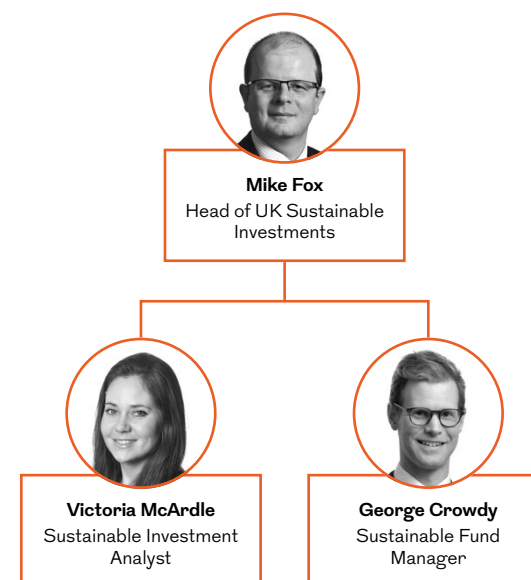 Mike Fox
Head of UK Sustainable
Investments
Victoria McArdle
Sustainable Investment
Analyst
George Crowdy
Sustainable Fund
Manager